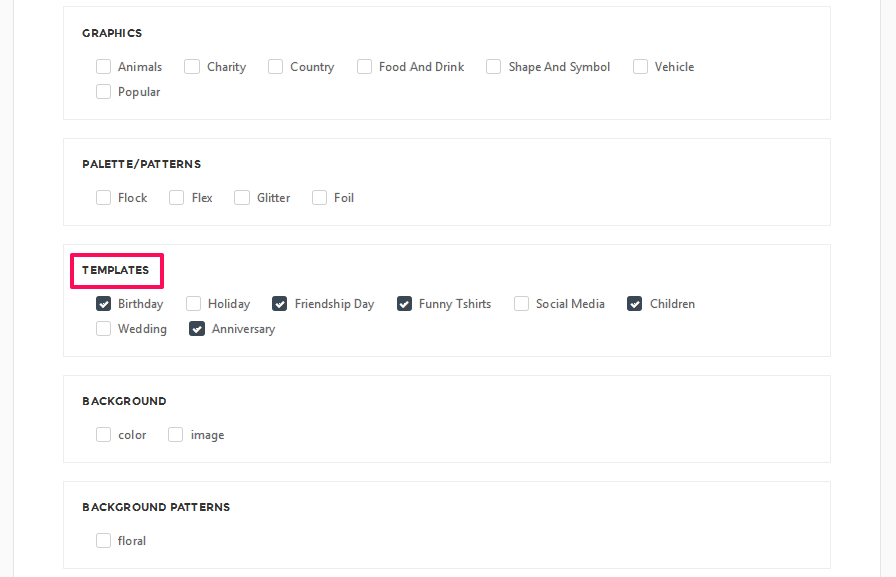 GRAPHICS
Animals Charity Country Food And Drink Shape And Symbol Vehicle
Popular
PALETTE/PATTERNS
Flock Flex Glitter Foil
TEMPLATES
Birthday Holiday Friendship Day Funny Tshirts Social Media Children
Wedding Anniversary
BACKGROUND
color image
BACKGROUND PATTERNS
floral